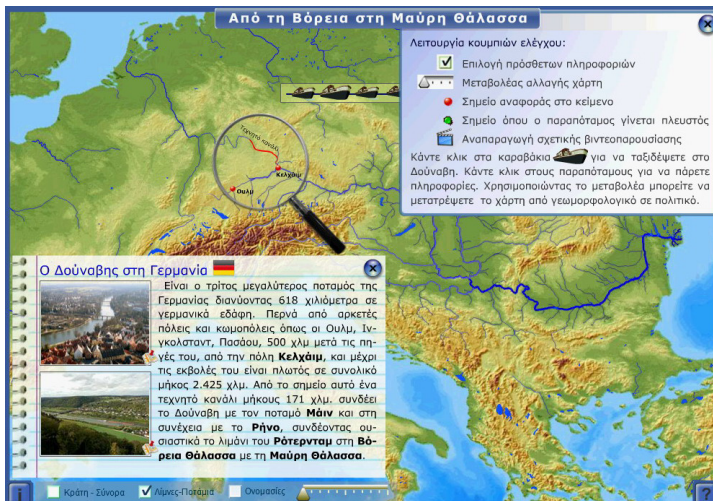 Από τη Βόρεια στη Μαύρη Θάλασσα
Λειτουργία κουμπιών ελέγχου:
Επιλογή πρόσθετων πληροφοριών
Μεταβολέας αλλαγής χάρτη
Σημείο αναφοράς στο κείμενο
Σημείο όπου ο παραπόταμος γίνεται πλευστός
Αναπαραγωγή σχετικής βιντεοπαρουσίασης
Κάντε κλικ στα καραβάκια για να ταξιδέψετε στο
Δούναβη. Κάντε κλικ στους παραπόταμους για να πάρετε
πληροφορίες. Χρησιμοποιώντας το μεταβολέα μπορείτε να
μετατρέψετε το χάρτη από γεωμορφολογικό σε πολιτικό.
Τεχνητό κανάλι
Κελχάιμ
Ουλμ
Ο Δούναβης στη Γερμανία
Είναι ο τρίτος μεγαλύτερος ποταμός της
Γερμανίας διανύοντας 618 χιλιόμετρα σε
γερμανικά εδάφη. Περνά από αρκετές
πόλεις και κωμοπόλεις όπως οι Ουλμ, Ιν-
γκολσταντ, Πασάου, 500 χλμ μετά τις πη-
γές του, από την πόλη Κελχάιμ, και μέχρι
τις εκβολές του είναι πλωτός σε συνολικό
μήκος 2.425 χλμ. Από το σημείο αυτό ένα
τεχνητό κανάλι μήκους 171 χλμ. συνδέει
το Δούναβη με τον ποταμό Μάιν και στη
συνέχεια με το Ρήνο, συνδέοντας ου-
σιαστικά το λιμάνι του Ρότερνταμ στη Βό-
ρεια Θάλασσα με τη Μαύρη Θάλασσα.
i
Κράτη - Σύνορα
Λίμνες-Ποτάμια
Ονομασίες
?